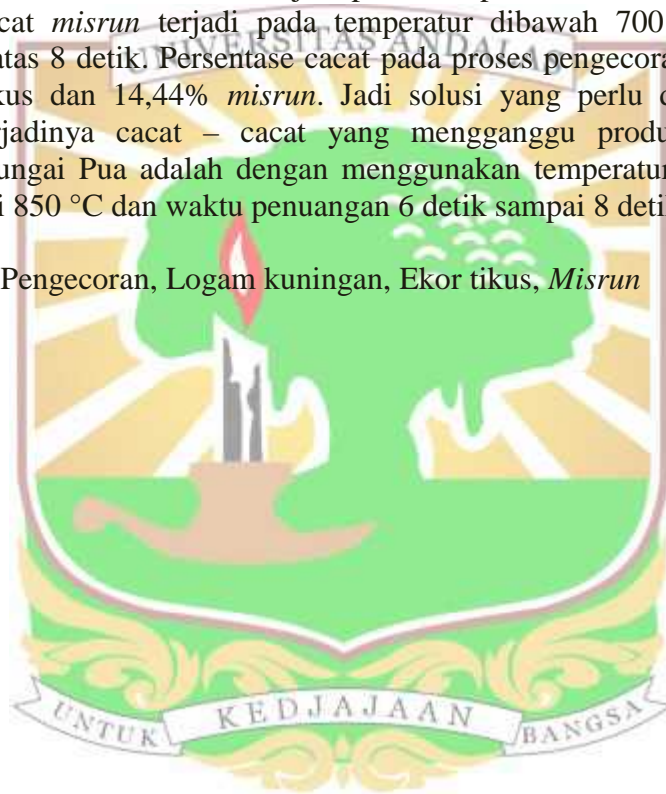 cat misrun terjadi pada temperatur dibawah 700
atas 8 detik. Persentase cacat pada proses pengecora
kus dan 14,44% misrun. Jadi solusi yang perlu d
rjadinya cacat – cacat yang mengganggu produ
ungai Pua adalah dengan menggunakan temperatur
i 850 °C dan waktu penuangan 6 detik sampai 8 deti
Pengecoran, Logam kuningan, Ekor tikus, Misrun
UNIVERSITAS ANDALAS
UNTUK KEDJAJAAN BANGSA